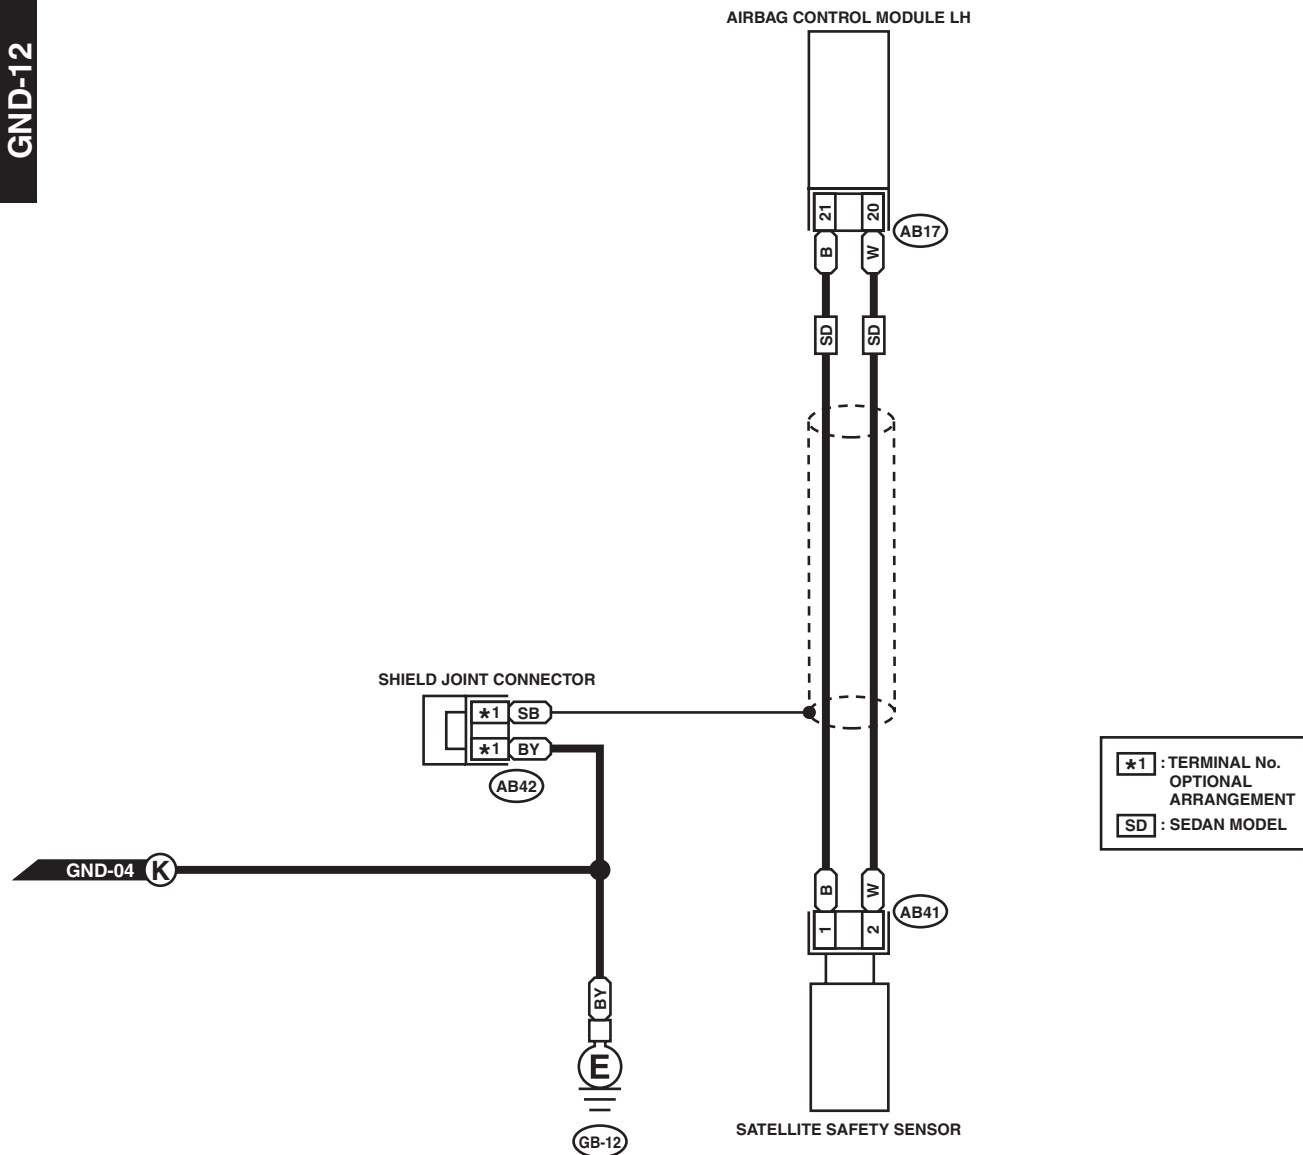 GND-12
AIRBAG CONTROL MODULE LH
21 20
AB17
B W
SD SD
SHIELD JOINT CONNECTOR
*1 SB
*1 BY
AB42
*1 : TERMINAL No.
OPTIONAL
ARRANGEMENT
SD : SEDAN MODEL
GND-04 K
B W
AB41
1 2
BY
E
GB-12
SATELLITE SAFETY SENSOR